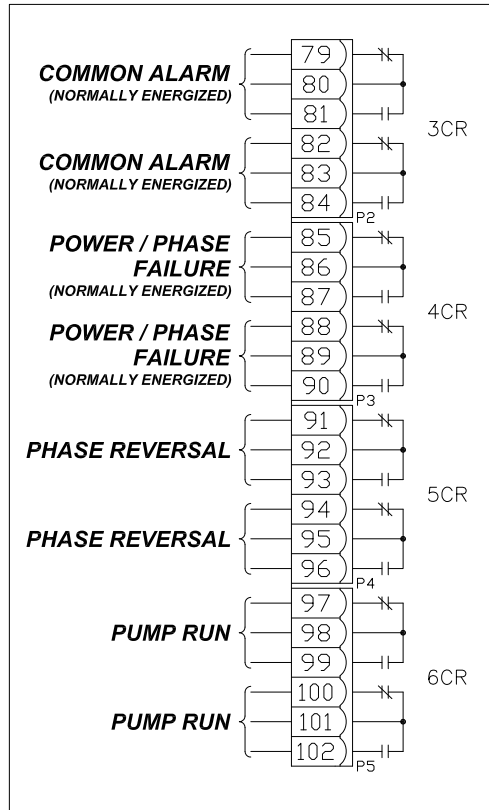 COMMON ALARM
(NORMALLY ENERGIZED)
79
80
81
COMMON ALARM
(NORMALLY ENERGIZED)
82
83
84
3CR
P2
POWER / PHASE
FAILURE
(NORMALLY ENERGIZED)
85
86
87
POWER / PHASE
FAILURE
(NORMALLY ENERGIZED)
88
89
90
4CR
P3
PHASE REVERSAL
91
92
93
PHASE REVERSAL
94
95
96
5CR
P4
PUMP RUN
97
98
99
PUMP RUN
100
101
102
6CR
P5